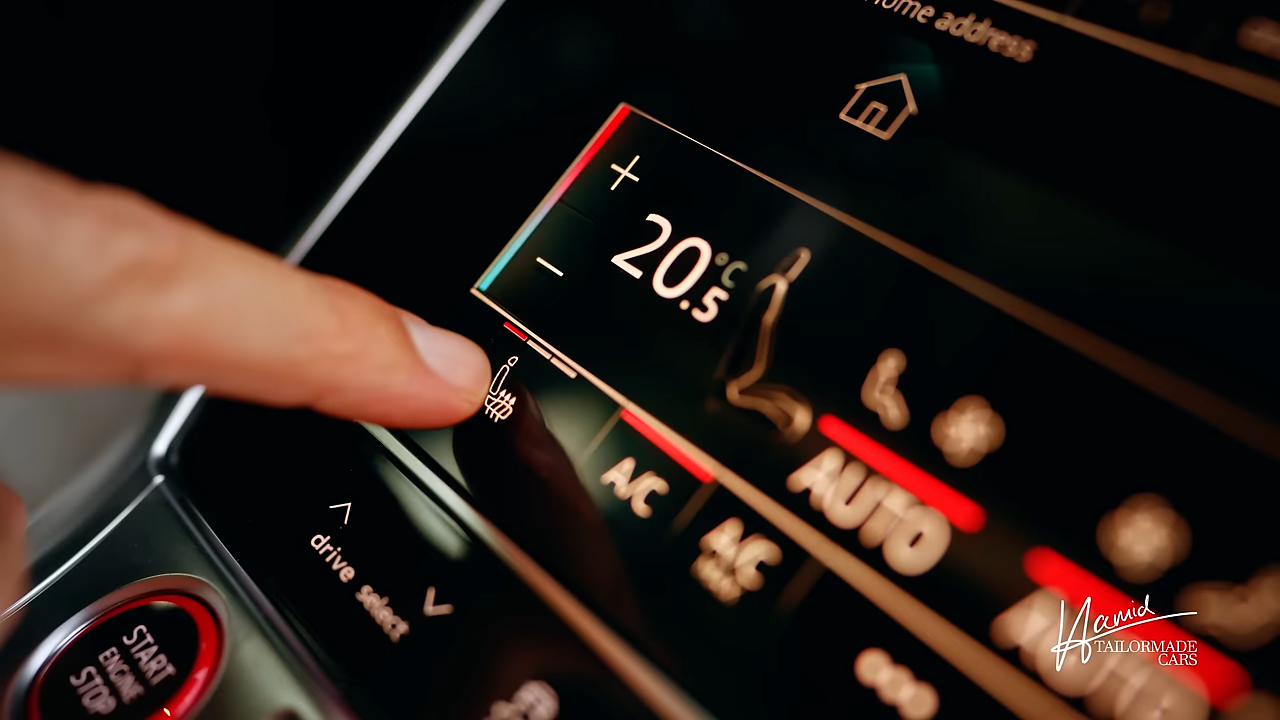 Home address
20.5 °C
A/C
AUTO
A/C
drive select
START
ENGINE
STOP
Hamid
TAILORMADE
CARS